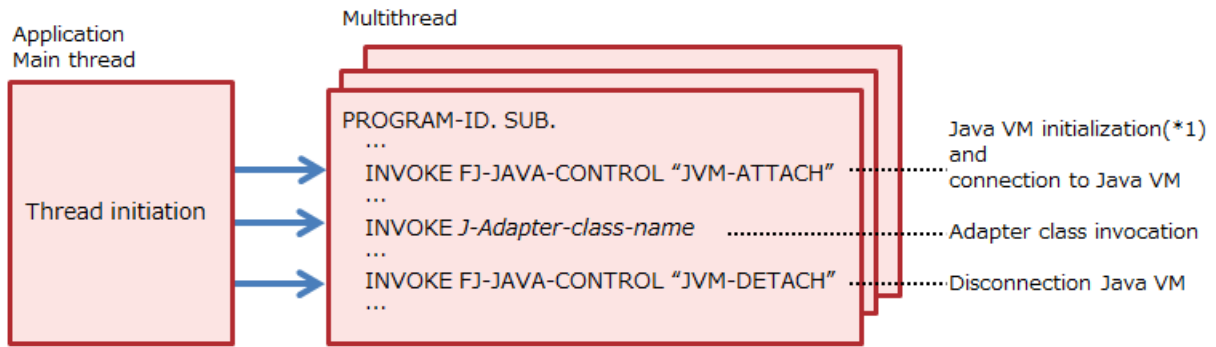 Application
Main thread
Thread initiation
Multithread
PROGRAM-ID. SUB.
...
INVOKE FJ-JAVA-CONTROL “JVM-ATTACH”
...
INVOKE J-Adapter-class-name
...
INVOKE FJ-JAVA-CONTROL “JVM-DETACH”
...
Java VM initialization(*1)
and
connection to Java VM
Adapter class invocation
Disconnection Java VM